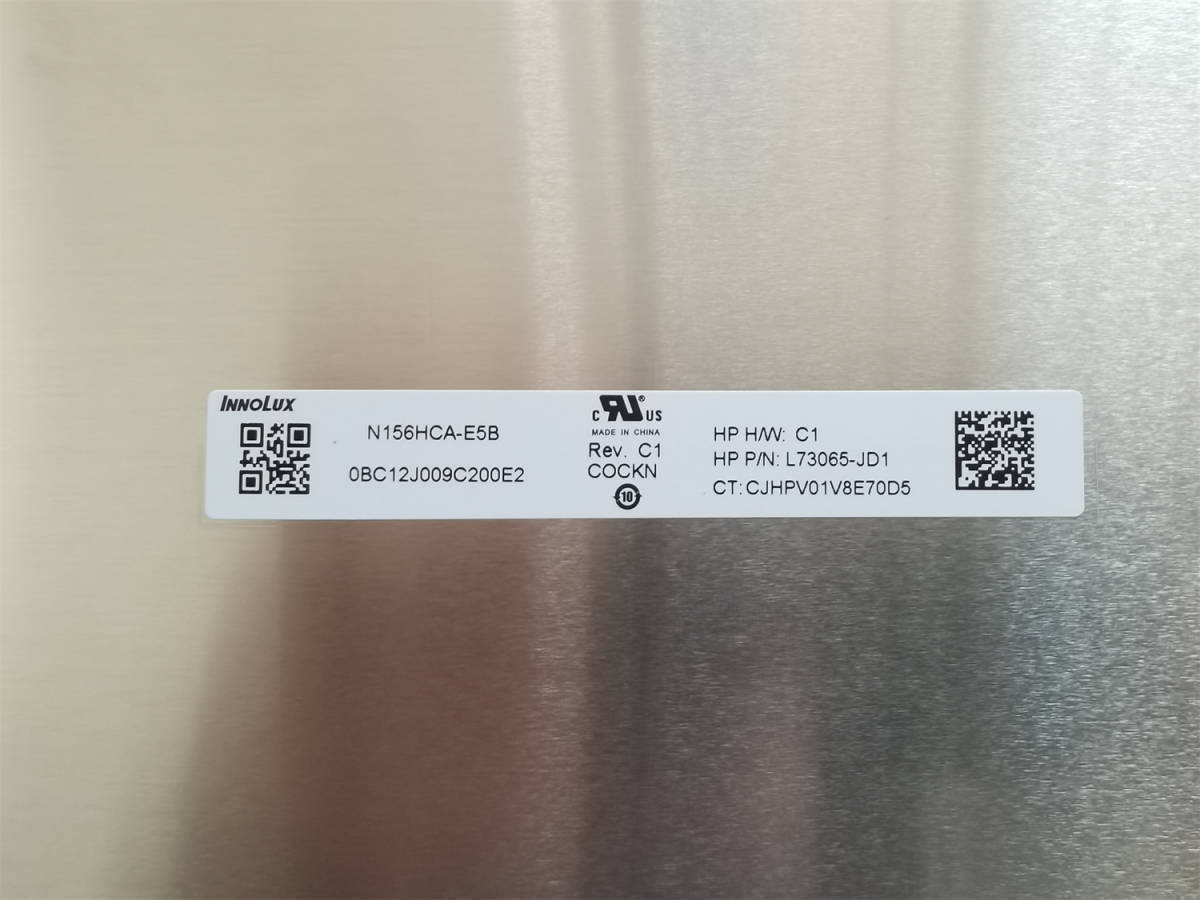 INNOLUX
N156HCA-E5B
0BC12J009C200E2
C RU® US
MADE IN CHINA
Rev. C1
COCKN
10
HP H/W: C1
HP P/N: L73065-JD1
CT: CJHPV01V8E70D5